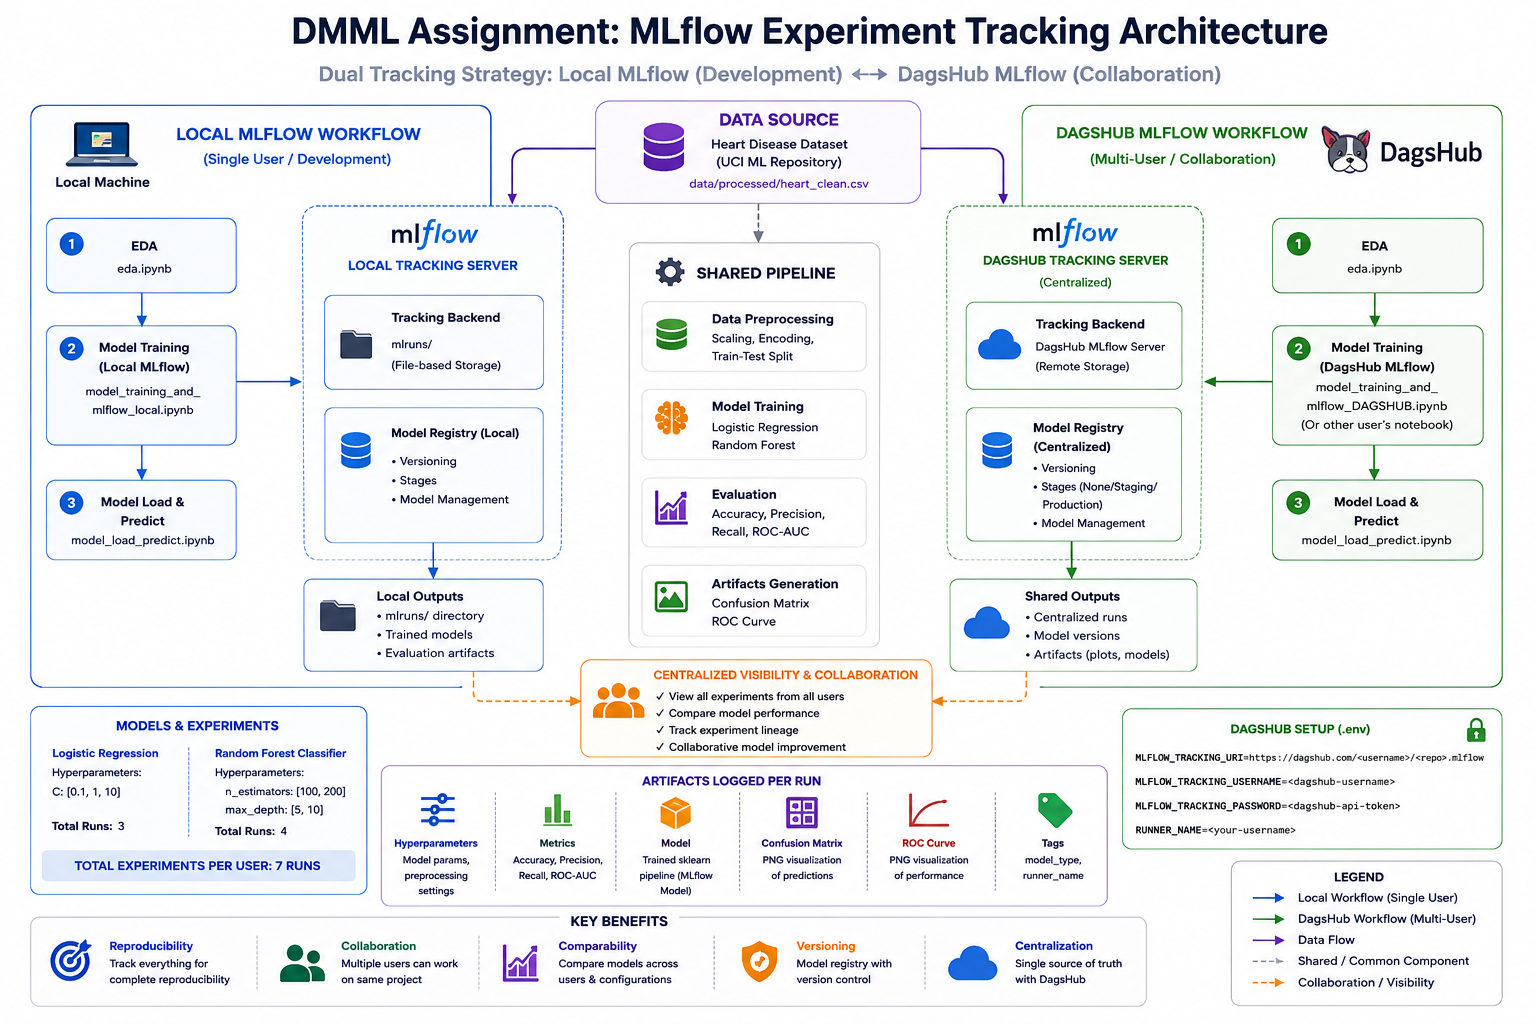 DMML Assignment: MLflow Experiment Tracking Architecture
Dual Tracking Strategy: Local MLflow (Development) ←→ DagsHub MLflow (Collaboration)
LOCAL MLFLOW WORKFLOW
(Single User / Development)
Local Machine
1
EDA
eda.ipynb
2
Model Training
(Local MLflow)
model_training_and_
mlflow_local.ipynb
3
Model Load &
Predict
model_load_predict.ipynb
mlflow
LOCAL TRACKING SERVER
Tracking Backend
mlruns/
(File-based Storage)
Model Registry (Local)
• Versioning
• Stages
• Model Management
Local Outputs
• mlruns/ directory
• Trained models
• Evaluation artifacts
DATA SOURCE
Heart Disease Dataset
(UCI ML Repository)
data/processed/heart_clean.csv
SHARED PIPELINE
Data Preprocessing
Scaling, Encoding,
Train-Test Split
Model Training
Logistic Regression
Random Forest
Evaluation
Accuracy, Precision,
Recall, ROC-AUC
Artifacts Generation
Confusion Matrix
ROC Curve
DAGSHUB MLFLOW WORKFLOW
(Multi-User / Collaboration)
DagsHub
mlflow
DAGSHUB TRACKING SERVER
(Centralized)
Tracking Backend
DagsHub MLflow Server
(Remote Storage)
Model Registry
(Centralized)
• Versioning
• Stages (None/Staging/
Production)
• Model Management
Shared Outputs
• Centralized runs
• Model versions
• Artifacts (plots, models)
1
EDA
eda.ipynb
2
Model Training
(DagsHub MLflow)
model_training_and_
mlflow_DAGSHUB.ipynb
(Or other user's notebook)
3
Model Load &
Predict
model_load_predict.ipynb
CENTRALIZED VISIBILITY & COLLABORATION
✓ View all experiments from all users
✓ Compare model performance
✓ Track experiment lineage
✓ Collaborative model improvement
MODELS & EXPERIMENTS
Logistic Regression
Hyperparameters:
C: [0.1, 1, 10]
Total Runs: 3
Random Forest Classifier
Hyperparameters:
n_estimators: [100, 200]
max_depth: [5, 10]
Total Runs: 4
TOTAL EXPERIMENTS PER USER: 7 RUNS
ARTIFACTS LOGGED PER RUN
Hyperparameters
Model params,
preprocessing
settings
Metrics
Accuracy, Precision,
Recall, ROC-AUC
Model
Trained sklearn
pipeline (MLflow
Model)
Confusion Matrix
PNG visualization
of predictions
ROC Curve
PNG visualization
of performance
Tags
model_type,
runner_name
DAGSHUB SETUP (.env)
MLFLOW_TRACKING_URI=https://dagshub.com/<username>/<repo>.mlflow
MLFLOW_TRACKING_USERNAME=<dagshub-username>
MLFLOW_TRACKING_PASSWORD=<dagshub-api-token>
RUNNER_NAME=<your-username>
LEGEND
Local Workflow (Single User)
DagsHub Workflow (Multi-User)
Data Flow
Shared / Common Component
Collaboration / Visibility
KEY BENEFITS
Reproducibility
Track everything for
complete reproducibility
Collaboration
Multiple users can work
on same project
Comparability
Compare models across
users & configurations
Versioning
Model registry with
version control
Centralization
Single source of truth
with DagsHub